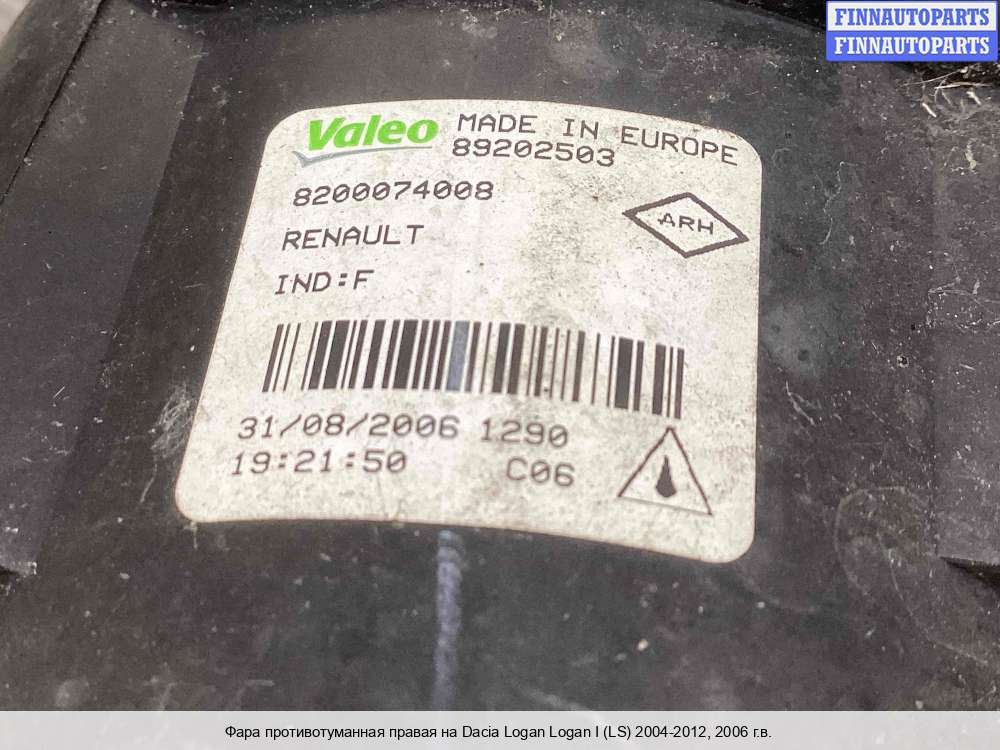 FINNAUTOPARTS
FINNAUTOPARTS
Valeo MADE IN EUROPE
89202503
8200074008
ARH
RENAULT
IND:F
31/08/2006 1290
19:21:50 C06
Фара противотуманная правая на Dacia Logan Logan I (LS) 2004-2012, 2006 г.в.